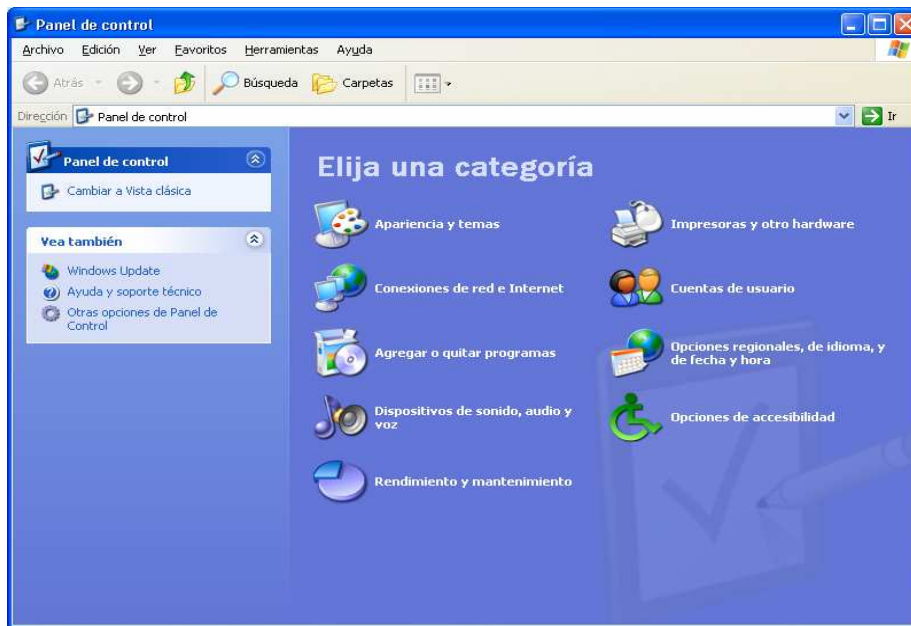 Panel de control
Archivo Edición Ver Favoritos Herramientas Ayuda
Atrás Búsqueda Carpetas
Dirección Panel de control Ir
Panel de control
Cambiar a Vista clásica
Vea también
Windows Update
Ayuda y soporte técnico
Otras opciones de Panel de
Control
Elija una categoría
Apariencia y temas
Impresoras y otro hardware
Conexiones de red e Internet
Cuentas de usuario
Agregar o quitar programas
Opciones regionales, de idioma, y
de fecha y hora
Dispositivos de sonido, audio y
voz
Opciones de accesibilidad
Rendimiento y mantenimiento